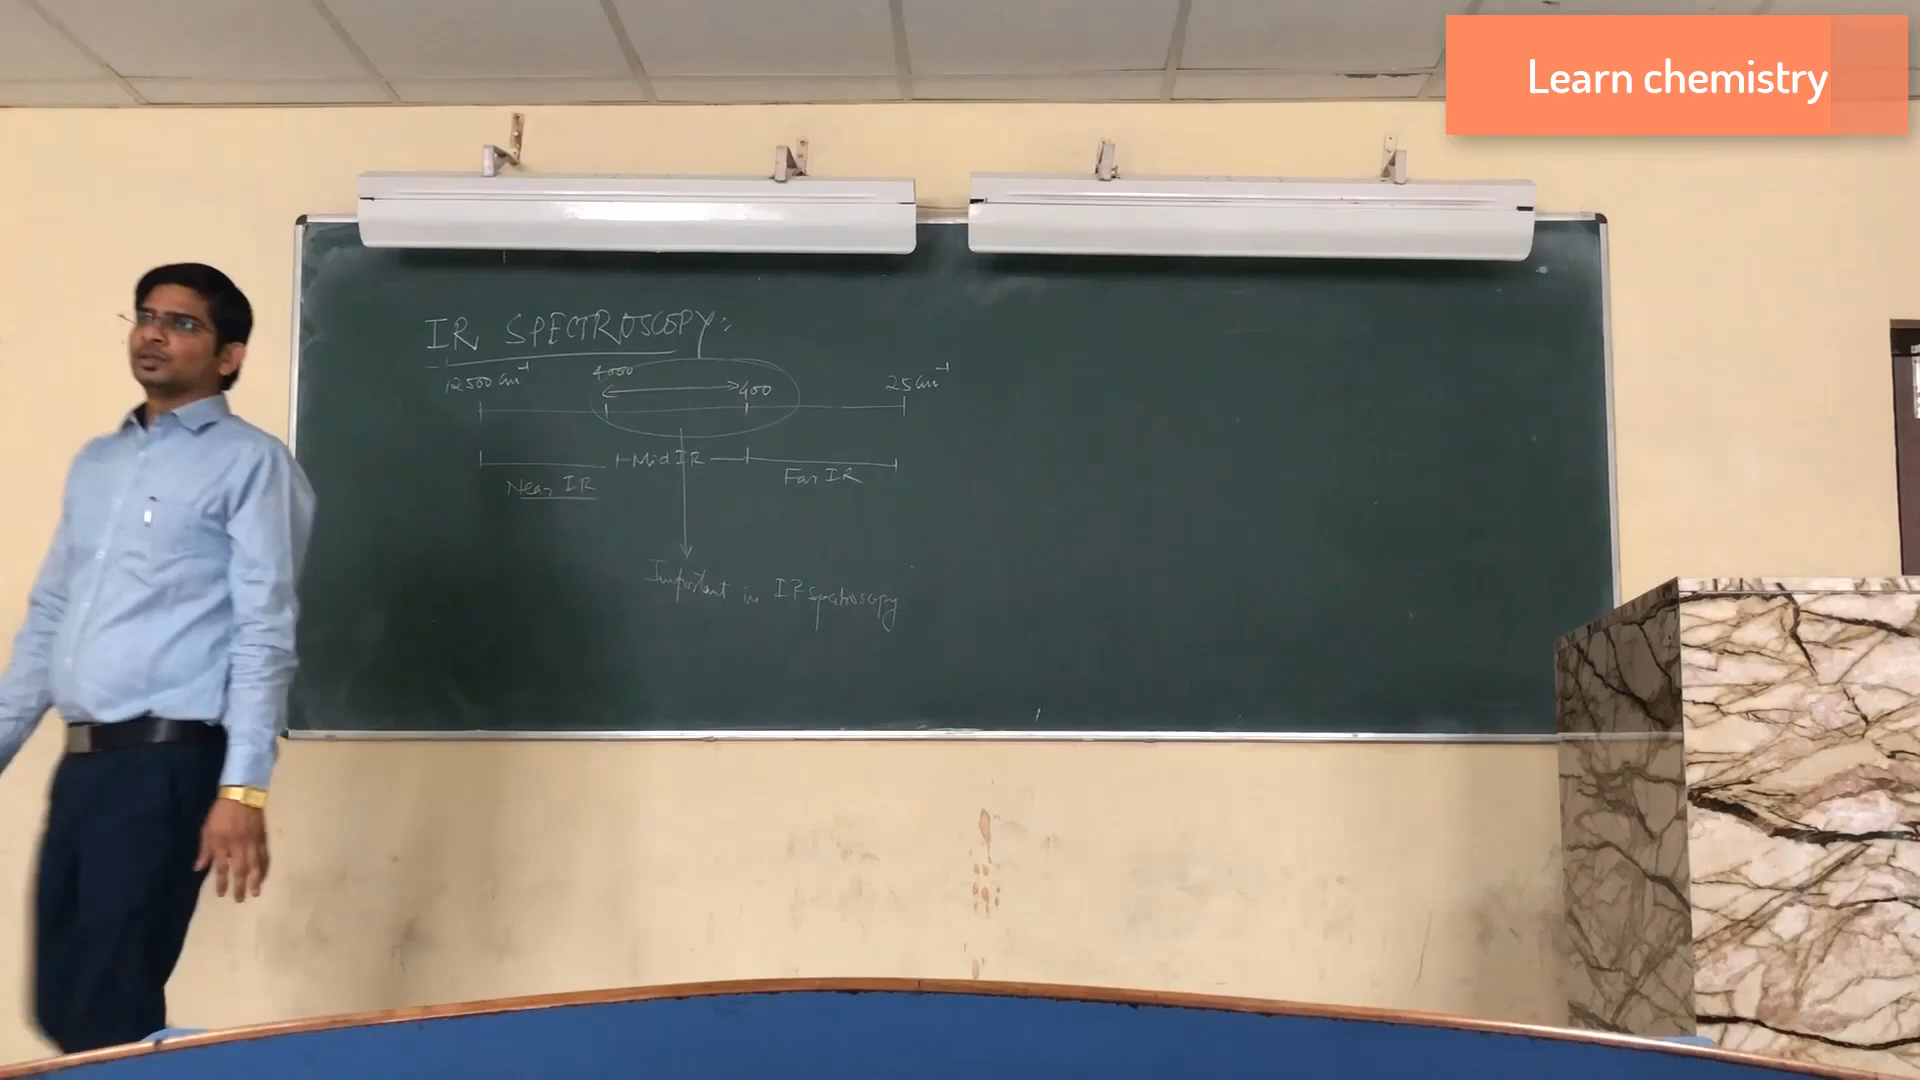 Learn chemistry
IR SPECTROSCOPY:
12500 cm⁻¹ 4000 400 25 cm⁻¹
Mid IR
Near IR Far IR
Important in IR spectroscopy